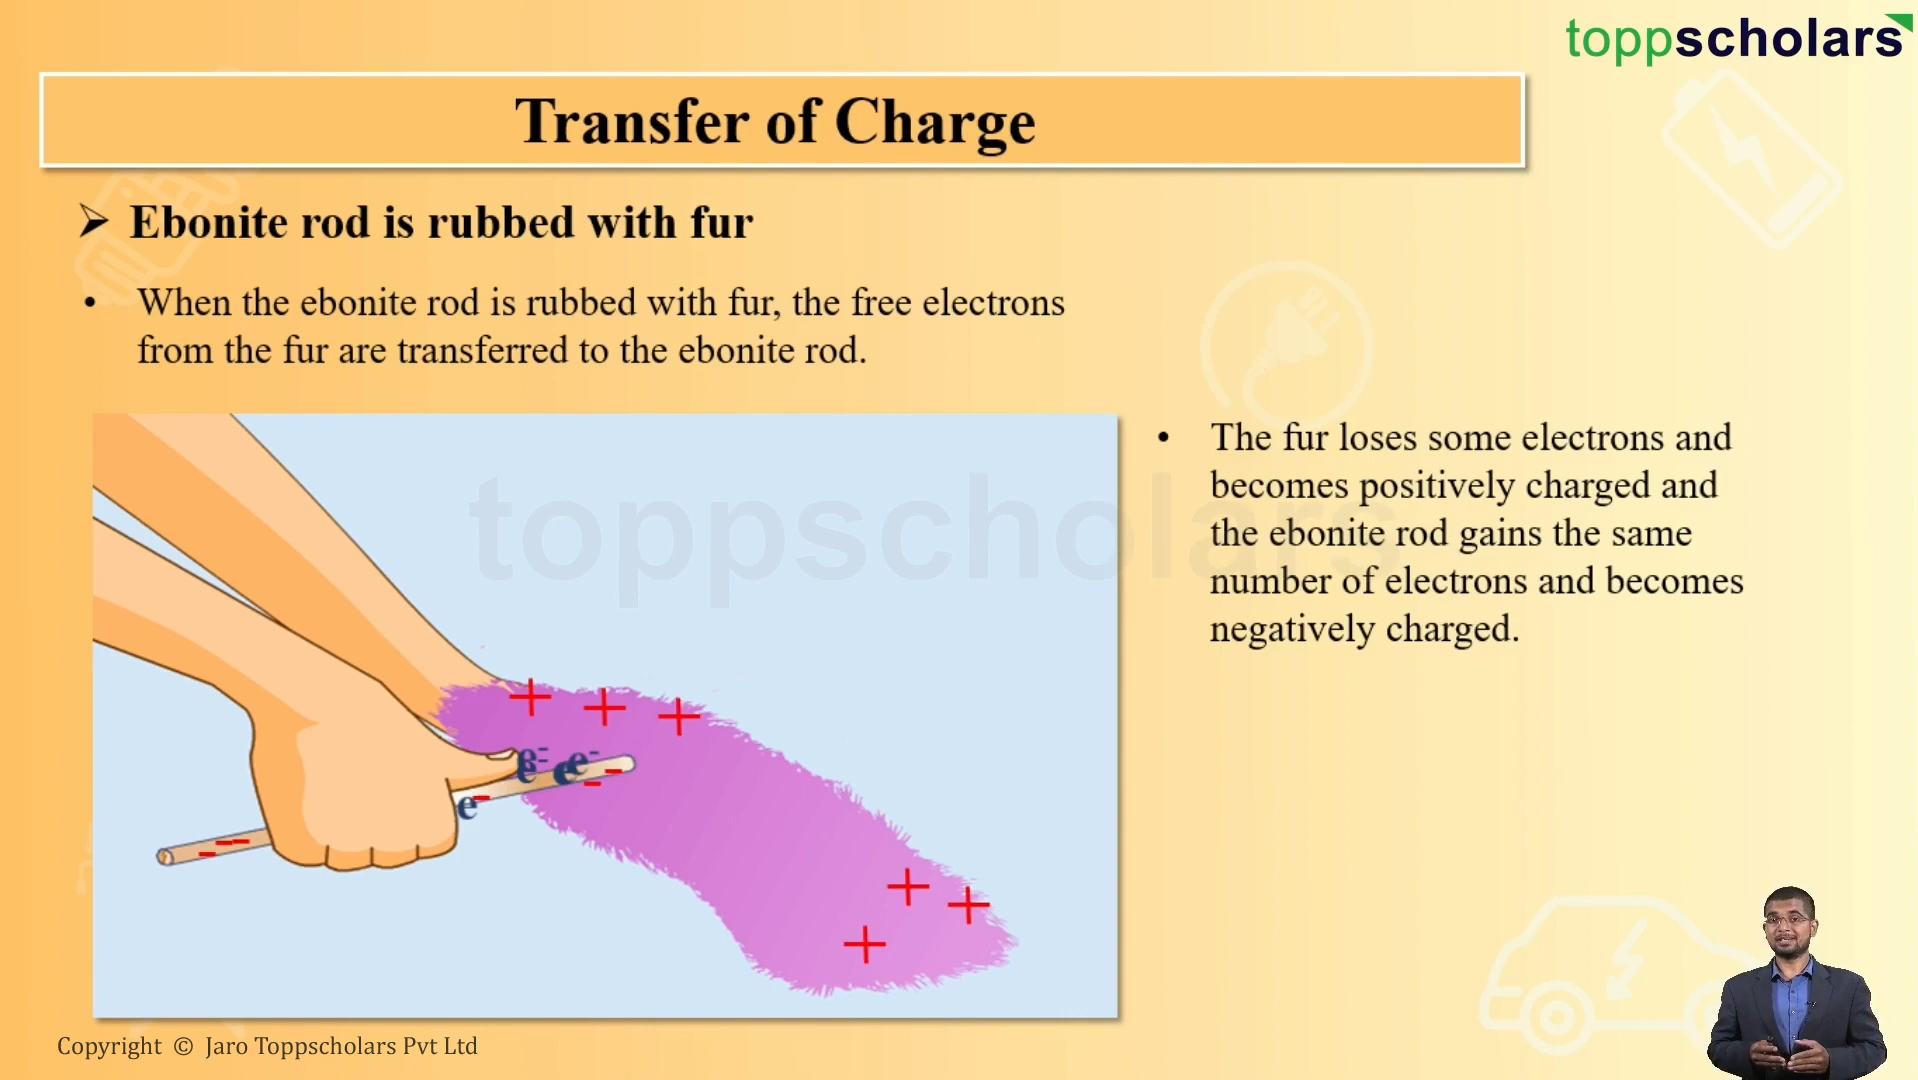 toppscholars
Transfer of Charge
➤ Ebonite rod is rubbed with fur
• When the ebonite rod is rubbed with fur, the free electrons
from the fur are transferred to the ebonite rod.
toppscholars
• The fur loses some electrons and
becomes positively charged and
the ebonite rod gains the same
number of electrons and becomes
negatively charged.
+ + +
e- e- e e-
e-
- -
- - -
+ +
+
Copyright © Jaro Toppscholars Pvt Ltd